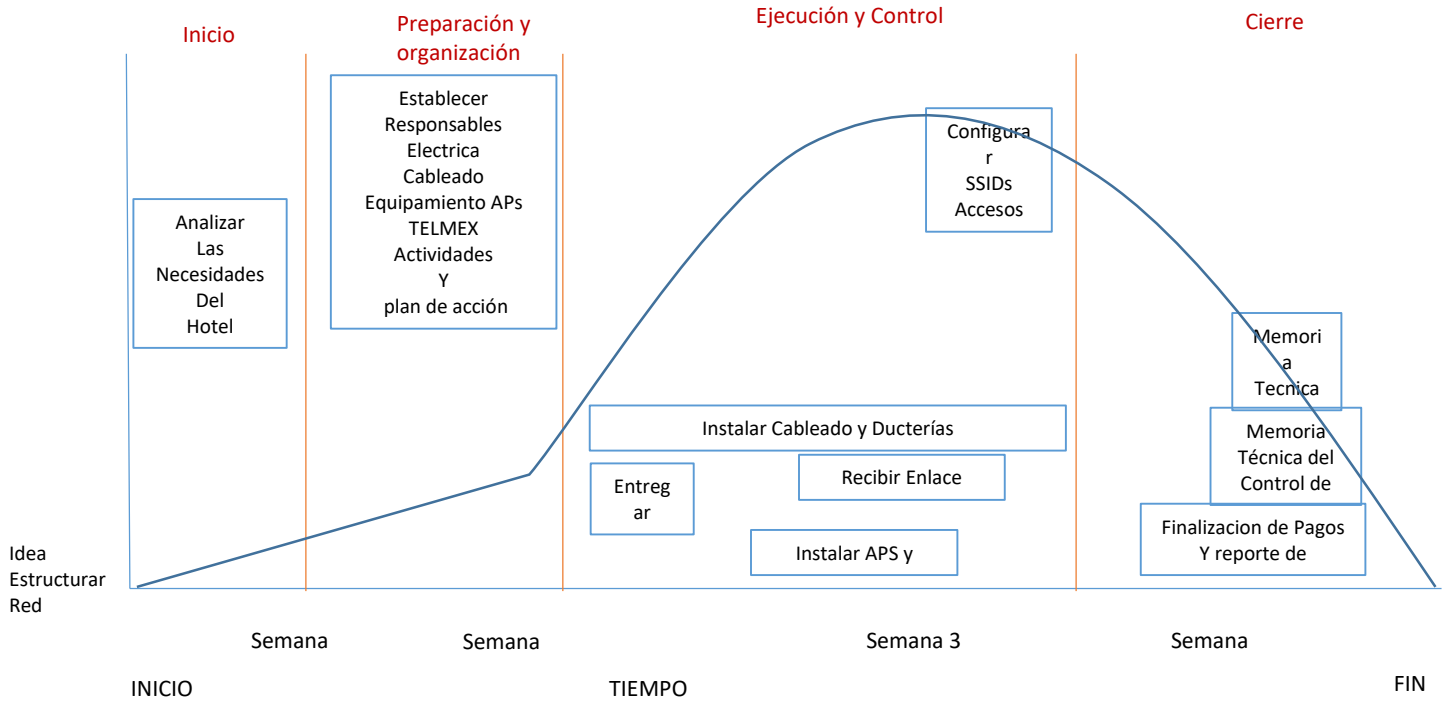 Inicio
Preparación y
organización
Ejecución y Control
Cierre
Analizar
Las
Necesidades
Del
Hotel
Establecer
Responsables
Electrica
Cableado
Equipamiento APs
TELMEX
Actividades
Y
plan de acción
Configura
r
SSIDs
Accesos
Instalar Cableado y Ducterías
Entreg
ar
Recibir Enlace
Instalar APS y
Memori
a
Tecnica
Memoria
Técnica del
Control de
Finalizacion de Pagos
Y reporte de
Idea
Estructurar
Red
Semana
Semana
Semana 3
Semana
INICIO
TIEMPO
FIN